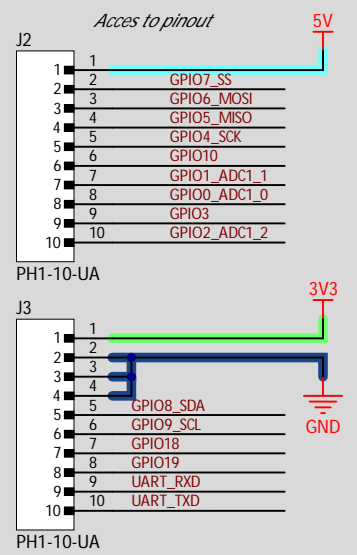 Acces to pinout
5V
J2
1 1
2 2 GPIO7_SS
3 3 GPIO6_MOSI
4 4 GPIO5_MISO
5 5 GPIO4_SCK
6 6 GPIO10
7 7 GPIO1_ADC1_1
8 8 GPIO0_ADC1_0
9 9 GPIO3
10 10 GPIO2_ADC1_2
PH1-10-UA
3V3
J3
1 1
2 2
3 3
4 4
5 5 GPIO8_SDA
6 6 GPIO9_SCL
7 7 GPIO18
8 8 GPIO19
9 9 UART_RXD
10 10 UART_TXD
GND
PH1-10-UA